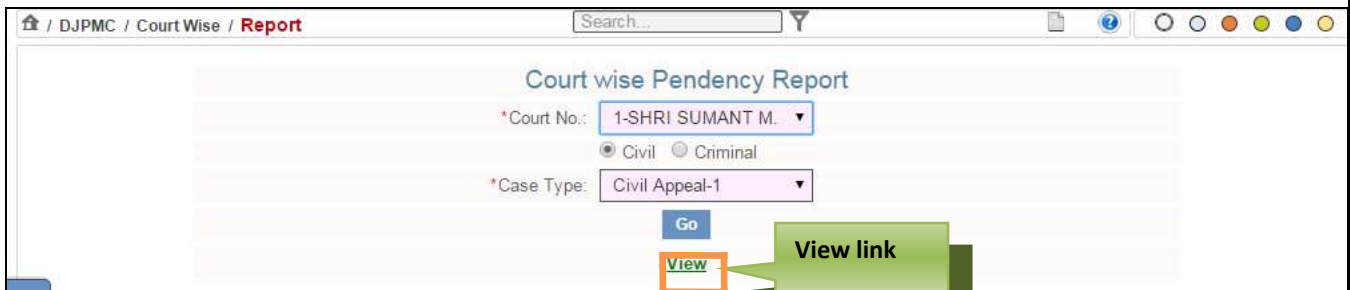 / DJPMC / Court Wise / Report
Search...
Court wise Pendency Report
*Court No.: 1-SHRI SUMANT M.
Civil Criminal
*Case Type: Civil Appeal-1
Go
View
View link